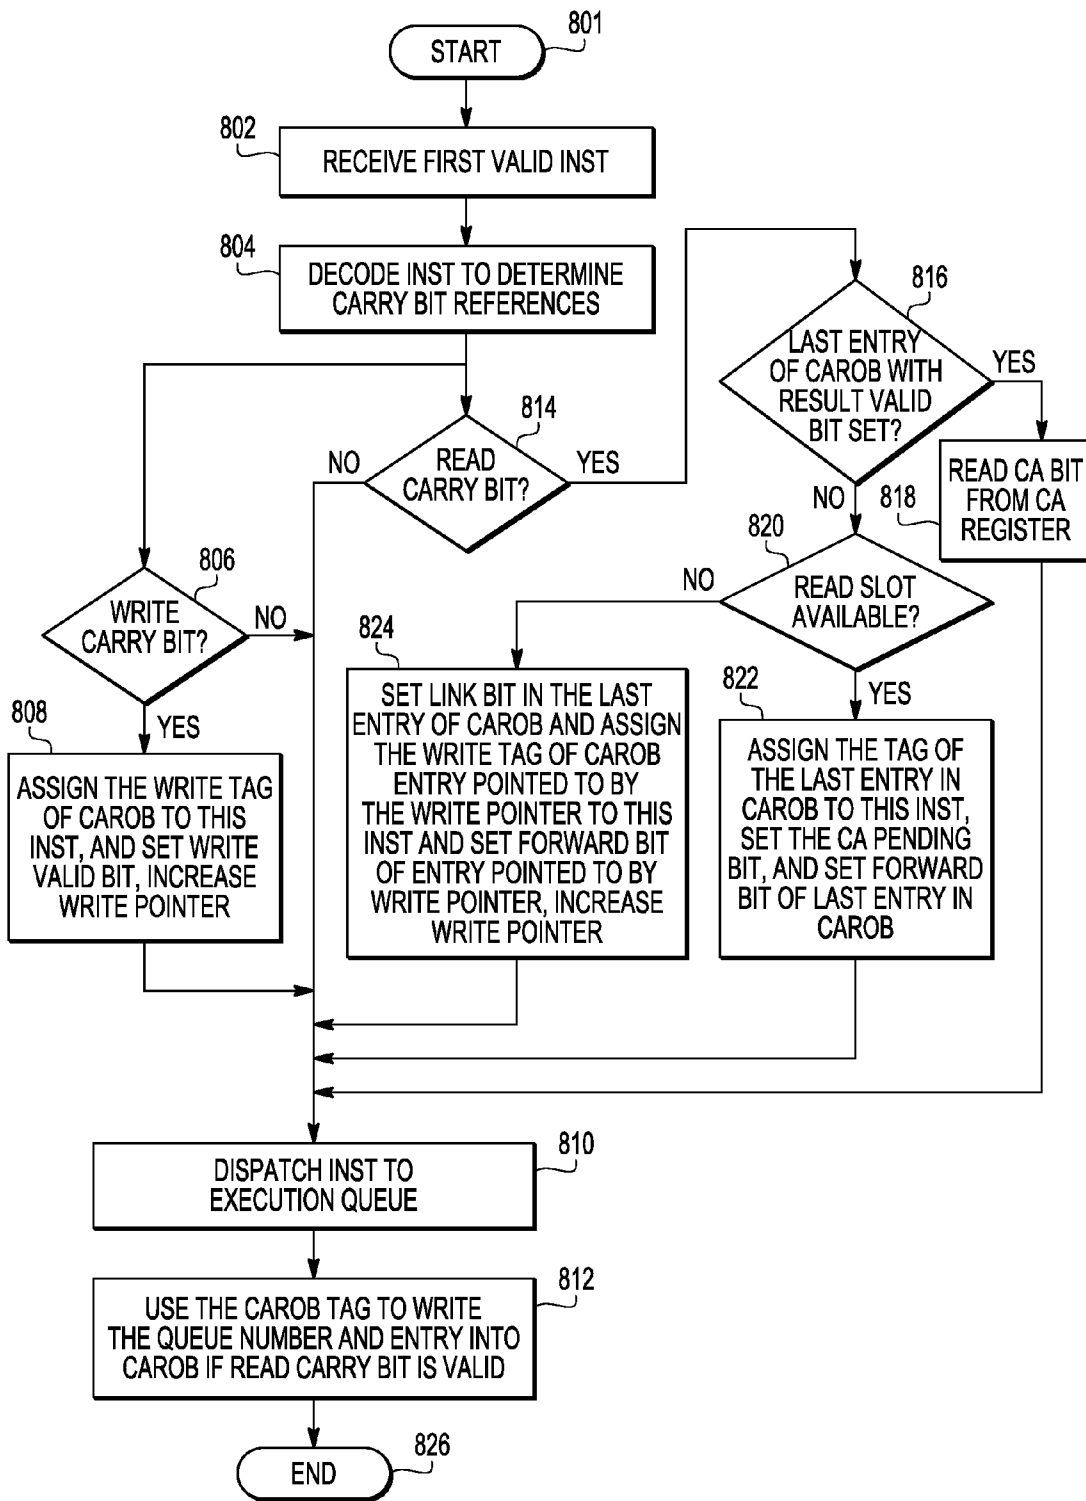 801
START
802
RECEIVE FIRST VALID INST
804
DECODE INST TO DETERMINE
CARRY BIT REFERENCES
816
LAST ENTRY
OF CAROB WITH
RESULT VALID
BIT SET?
YES
NO
814
READ
CARRY BIT?
NO
YES
818
READ CA BIT
FROM CA
REGISTER
820
READ SLOT
AVAILABLE?
NO
YES
806
WRITE
CARRY BIT?
NO
YES
808
ASSIGN THE WRITE TAG
OF CAROB TO THIS
INST, AND SET WRITE
VALID BIT, INCREASE
WRITE POINTER
824
SET LINK BIT IN THE LAST
ENTRY OF CAROB AND ASSIGN
THE WRITE TAG OF CAROB
ENTRY POINTED TO BY
THE WRITE POINTER TO THIS
INST AND SET FORWARD BIT
OF ENTRY POINTED TO BY
WRITE POINTER, INCREASE
WRITE POINTER
822
ASSIGN THE TAG OF
THE LAST ENTRY IN
CAROB TO THIS INST,
SET THE CA PENDING
BIT, AND SET FORWARD
BIT OF LAST ENTRY IN
CAROB
810
DISPATCH INST TO
EXECUTION QUEUE
812
USE THE CAROB TAG TO WRITE
THE QUEUE NUMBER AND ENTRY INTO
CAROB IF READ CARRY BIT IS VALID
826
END